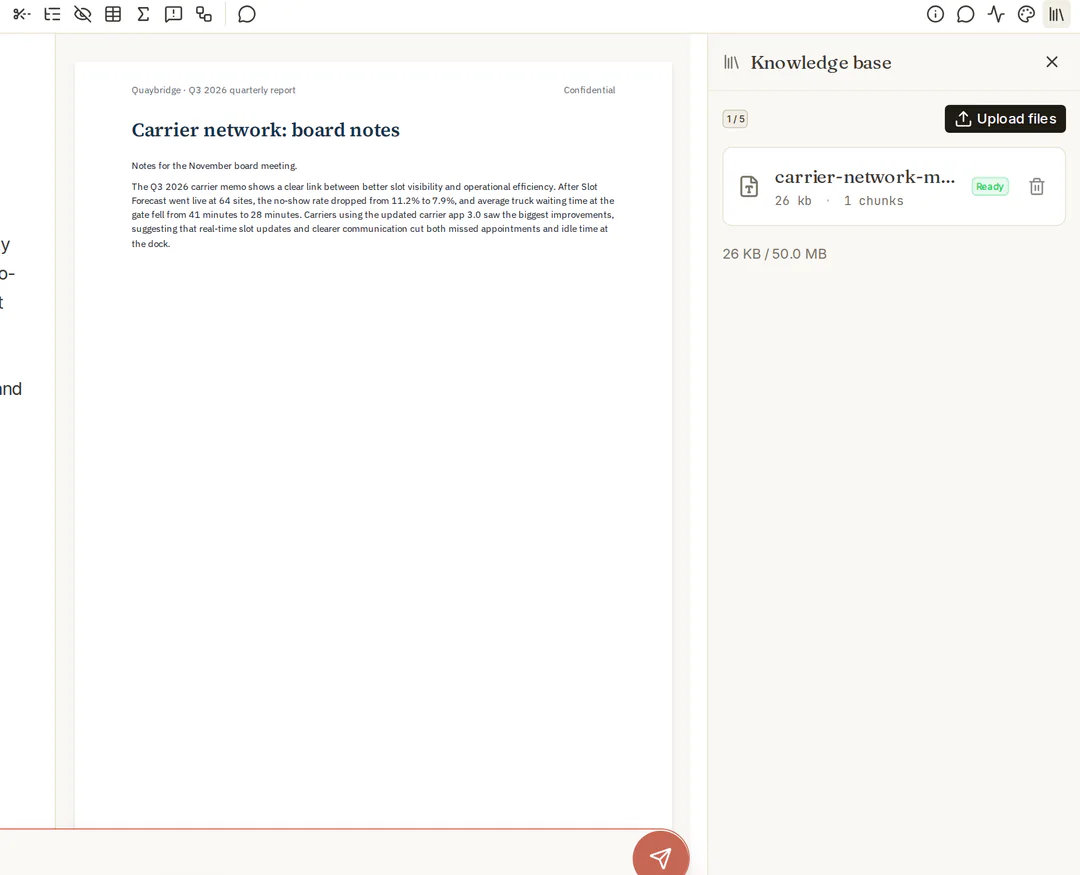 y
o-
t
and
Quaybridge · Q3 2026 quarterly report
Confidential
Carrier network: board notes
Notes for the November board meeting.
The Q3 2026 carrier memo shows a clear link between better slot visibility and operational efficiency. After Slot
Forecast went live at 64 sites, the no-show rate dropped from 11.2% to 7.9%, and average truck waiting time at the
gate fell from 41 minutes to 28 minutes. Carriers using the updated carrier app 3.0 saw the biggest improvements,
suggesting that real-time slot updates and clearer communication cut both missed appointments and idle time at
the dock.
Knowledge base
1 / 5
Upload files
carrier-network-m...
Ready
26 kb · 1 chunks
26 KB / 50.0 MB